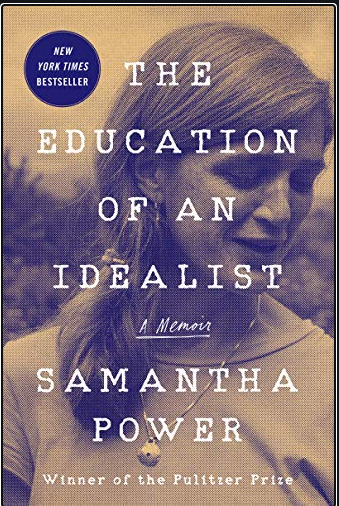 NEW
YORK TIMES
BESTSELLER
THE
EDUCATION
OF AN
IDEALIST
A Memoir
SAMANTHA
POWER
Winner of the Pulitzer Prize